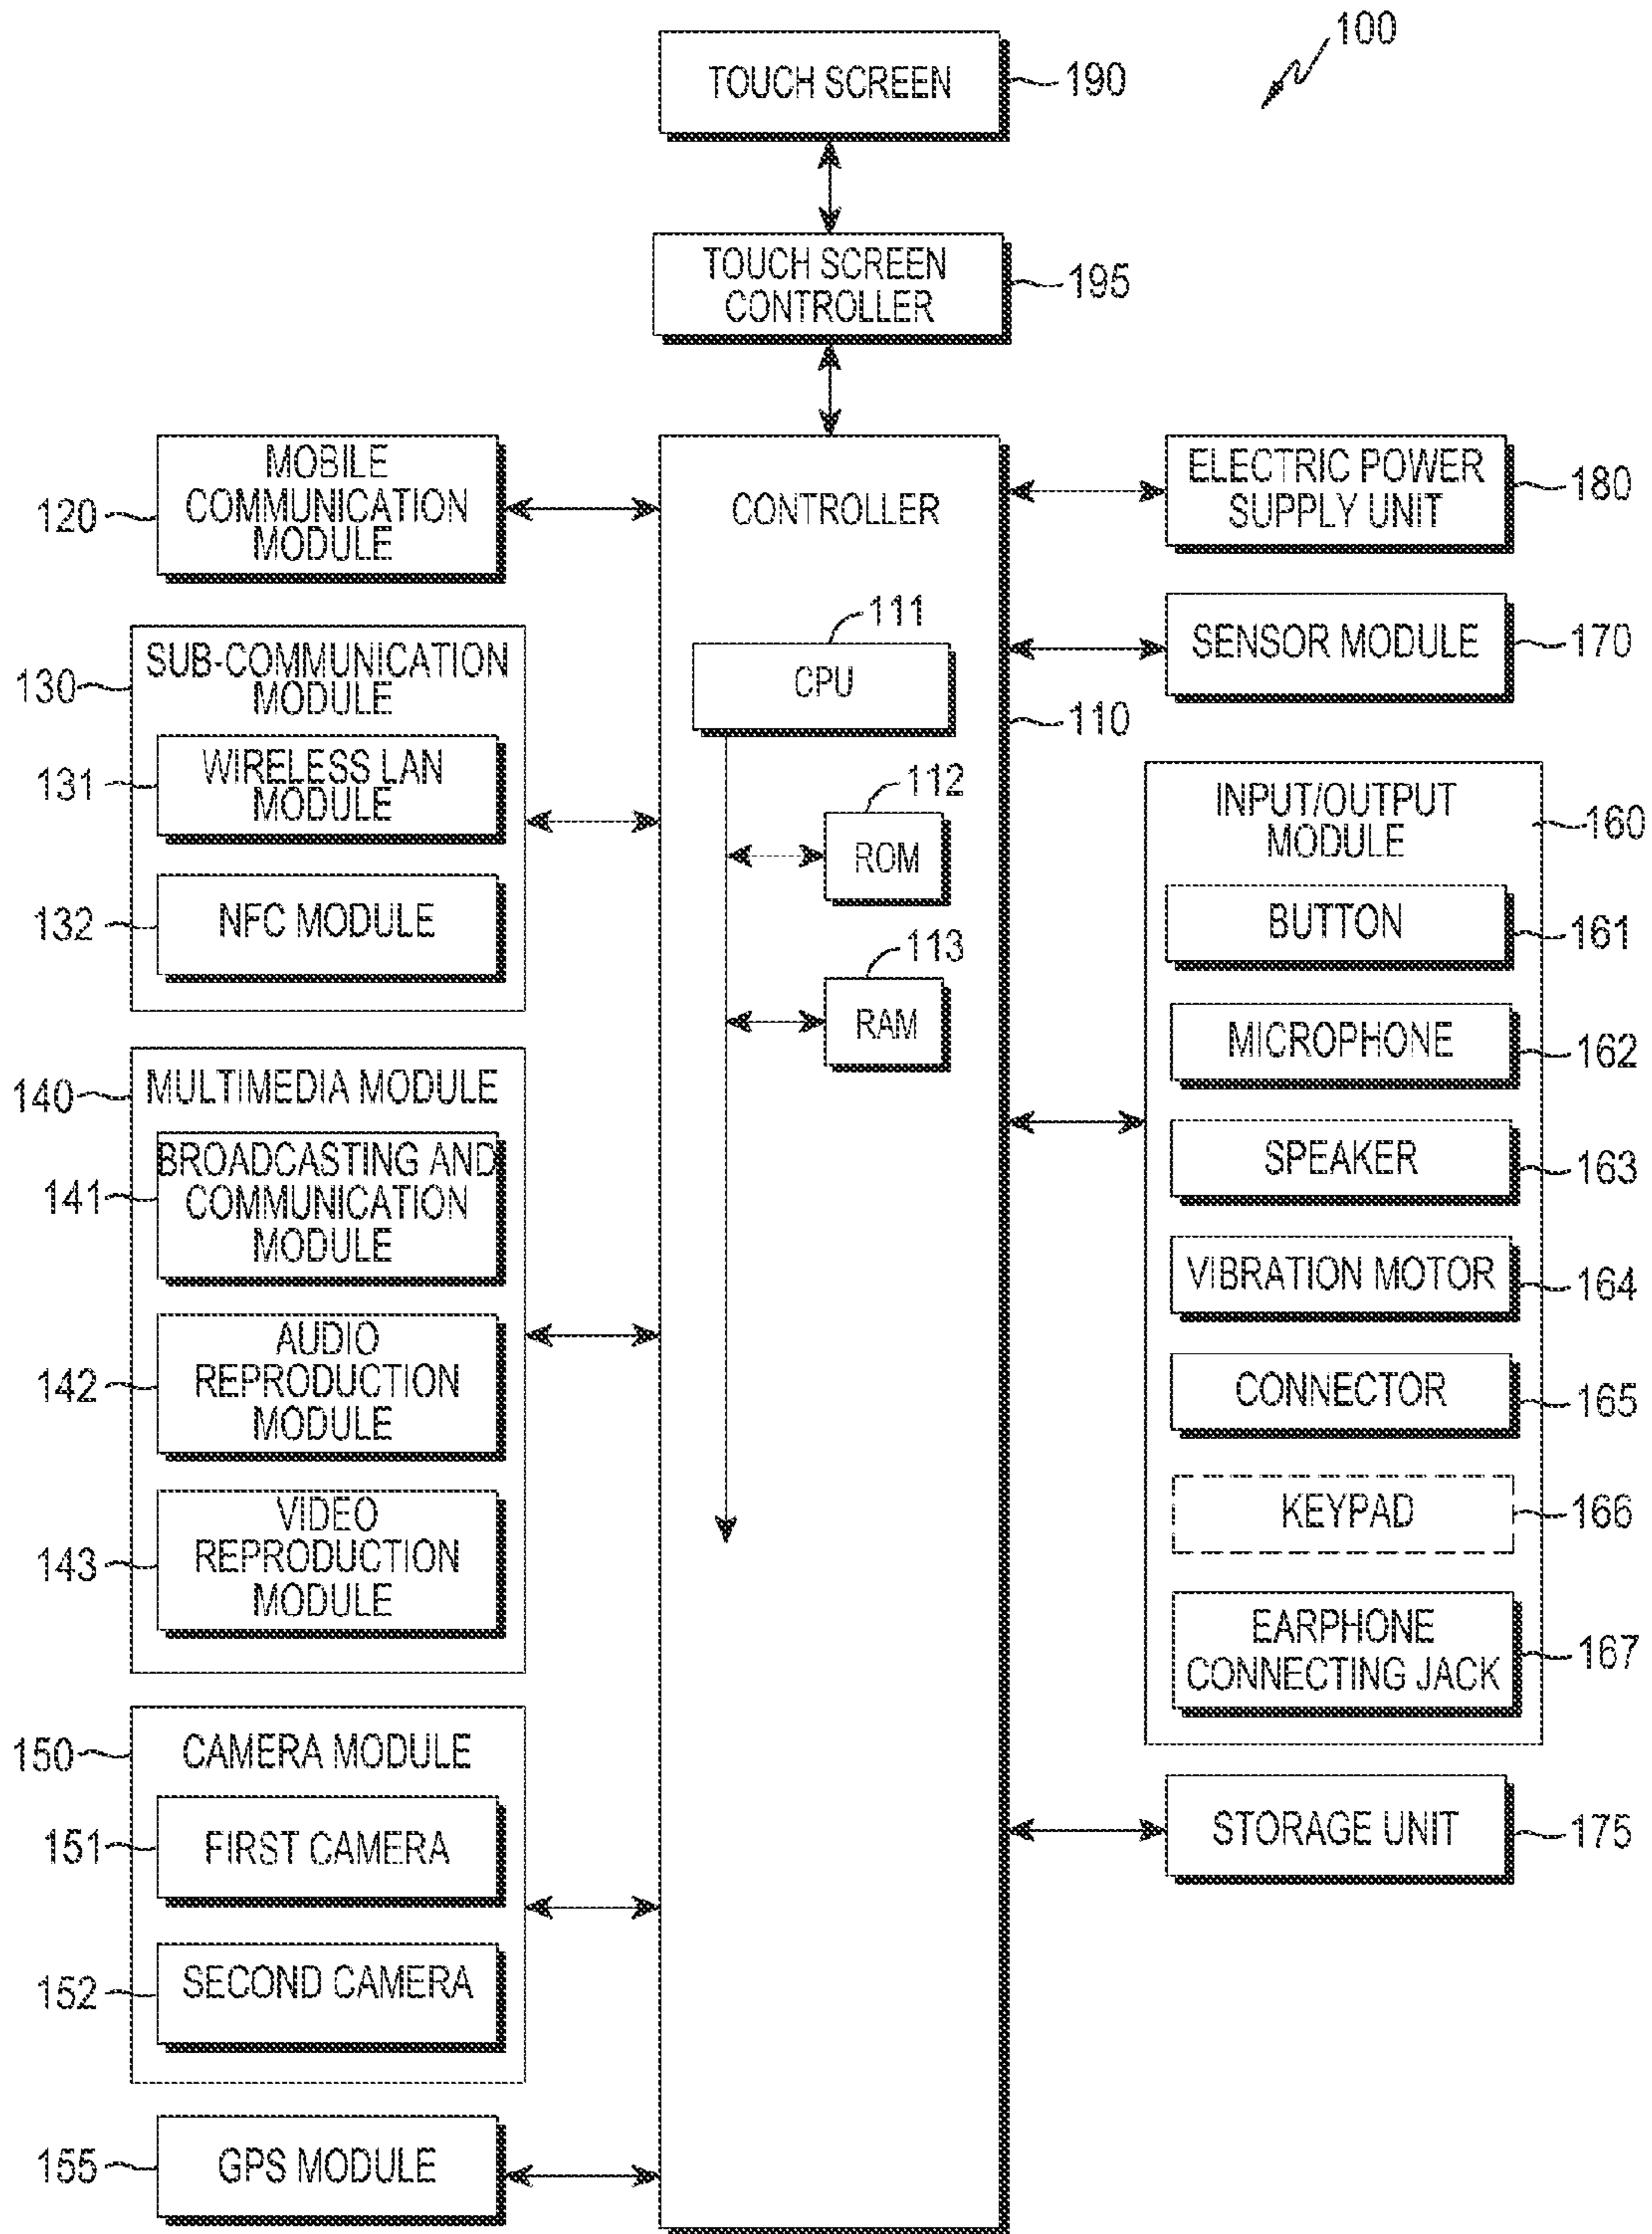 100
TOUCH SCREEN
190
TOUCH SCREEN
CONTROLLER
195
MOBILE
COMMUNICATION
MODULE
120
SUB-COMMUNICATION
MODULE
130
WIRELESS LAN
MODULE
131
NFC MODULE
132
MULTIMEDIA MODULE
140
BROADCASTING AND
COMMUNICATION
MODULE
141
AUDIO
REPRODUCTION
MODULE
142
VIDEO
REPRODUCTION
MODULE
143
CAMERA MODULE
150
FIRST CAMERA
151
SECOND CAMERA
152
GPS MODULE
155
CONTROLLER
110
111
CPU
112
ROM
113
RAM
ELECTRIC POWER
SUPPLY UNIT
180
SENSOR MODULE
170
INPUT/OUTPUT
MODULE
160
BUTTON
161
MICROPHONE
162
SPEAKER
163
VIBRATION MOTOR
164
CONNECTOR
165
KEYPAD
166
EARPHONE
CONNECTING JACK
167
STORAGE UNIT
175